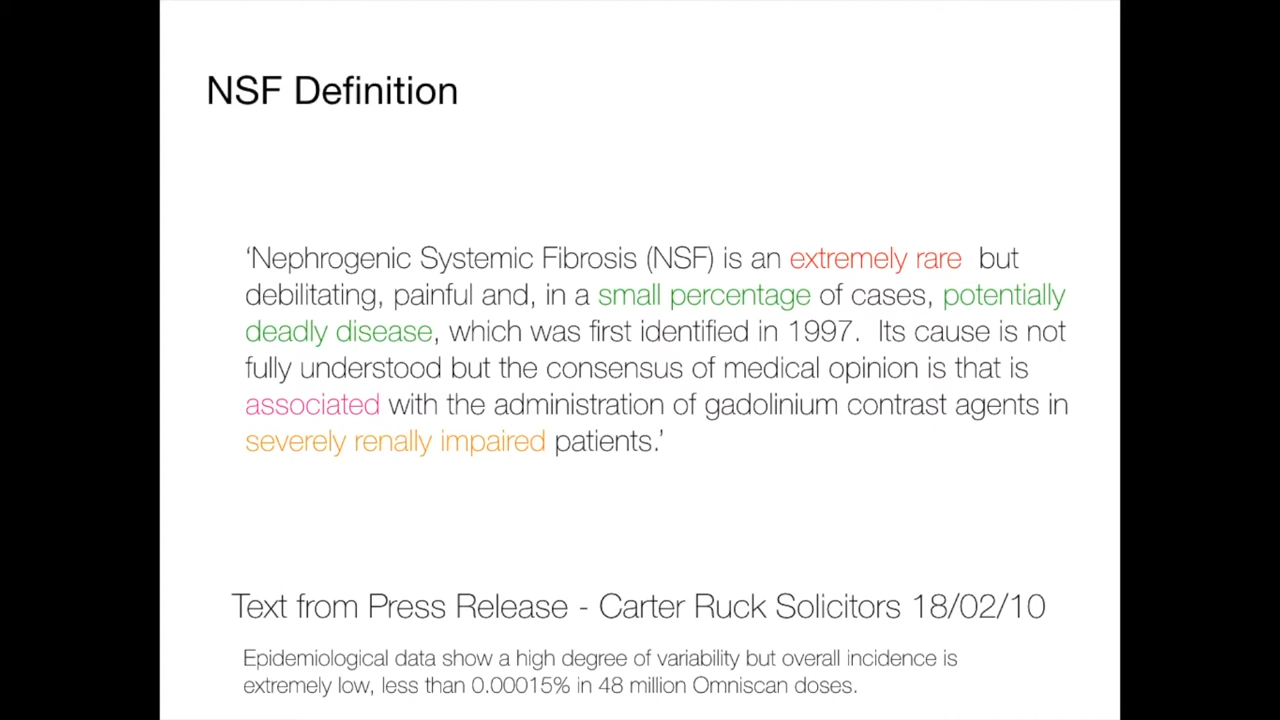 NSF Definition
‘Nephrogenic Systemic Fibrosis (NSF) is an extremely rare but
debilitating, painful and, in a small percentage of cases, potentially
deadly disease, which was first identified in 1997. Its cause is not
fully understood but the consensus of medical opinion is that is
associated with the administration of gadolinium contrast agents in
severely renally impaired patients.’
Text from Press Release - Carter Ruck Solicitors 18/02/10
Epidemiological data show a high degree of variability but overall incidence is
extremely low, less than 0.00015% in 48 million Omniscan doses.